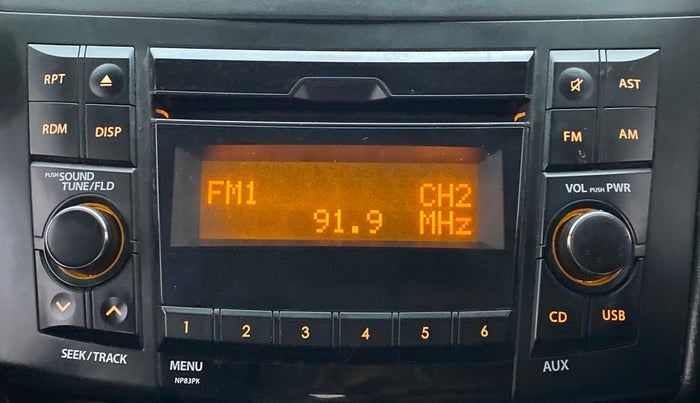 RPT
RDM DISP
PUSH SOUND
TUNE/FLD
SEEK/TRACK
FM1 CH2
91.9 MHz
1 2 3 4 5 6
MENU
NP83PK
AST
FM AM
VOL PUSH PWR
CD USB
AUX